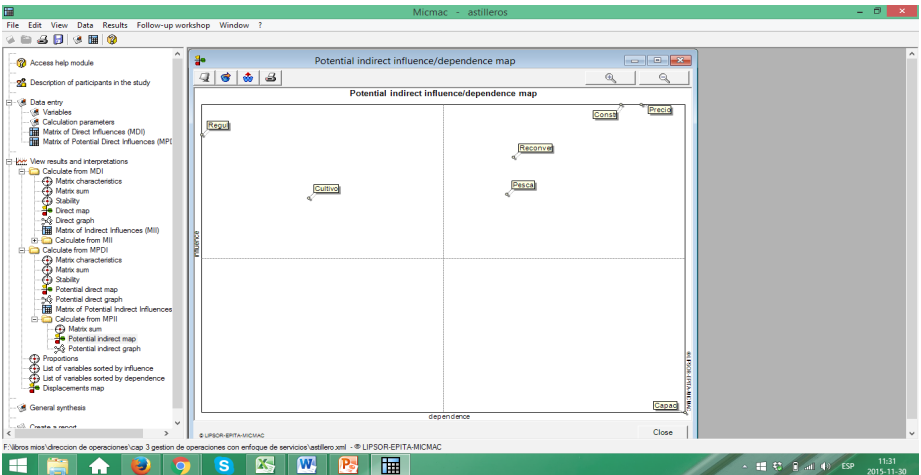 Micmac - astilleros
File Edit View Data Results Follow-up workshop Window ?
Access help module
Description of participants in the study
Data entry
Variables
Calculation parameters
Matrix of Direct Influences (MDI)
Matrix of Potential Direct Influences (MPD
View results and interpretations
Calculate from MDI
Matrix characteristics
Matrix sum
Stability
Direct map
Direct graph
Matrix of Indirect Influences (MII)
Calculate from MII
Calculate from MPDI
Matrix characteristics
Matrix sum
Stability
Potential direct map
Potential direct graph
Matrix of Potential Indirect Influences
Calculate from MPII
Matrix sum
Potential indirect map
Potential indirect graph
Proportions
List of variables sorted by influence
List of variables sorted by dependence
Displacements map
General synthesis
Create a report
Potential indirect influence/dependence map
Potential indirect influence/dependence map
Regul
Constr
Precio
Reconver
Cultivo
Pesca
Capac
influence
dependence
© LIPSOR-EPITA-MICMAC
© LIPSOR-EPITA-MICMAC
Close
F:\libros mios\direccion de operaciones\cap 3 gestion de operaciones con enfoque de servicios\astillero.xml - © LIPSOR-EPITA-MICMAC
ESP
11:31
2015-11-30